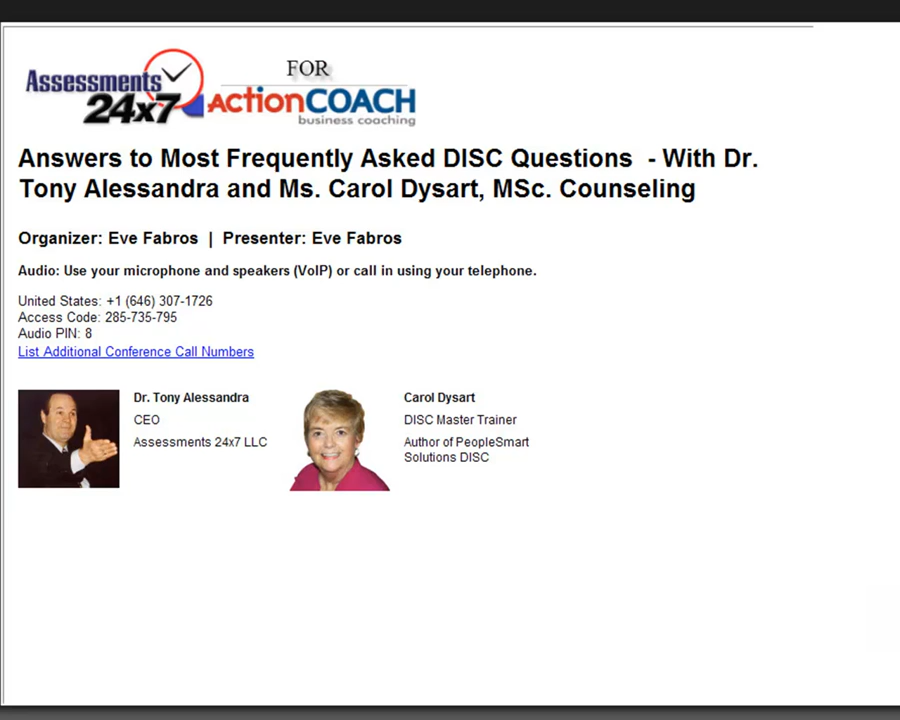 Assessments
24x7
FOR
ActionCOACH
business coaching
Answers to Most Frequently Asked DISC Questions - With Dr.
Tony Alessandra and Ms. Carol Dysart, MSc. Counseling
Organizer: Eve Fabros | Presenter: Eve Fabros
Audio: Use your microphone and speakers (VoIP) or call in using your telephone.
United States: +1 (646) 307-1726
Access Code: 285-735-795
Audio PIN: 8
List Additional Conference Call Numbers
Dr. Tony Alessandra
CEO
Assessments 24x7 LLC
Carol Dysart
DISC Master Trainer
Author of PeopleSmart
Solutions DISC